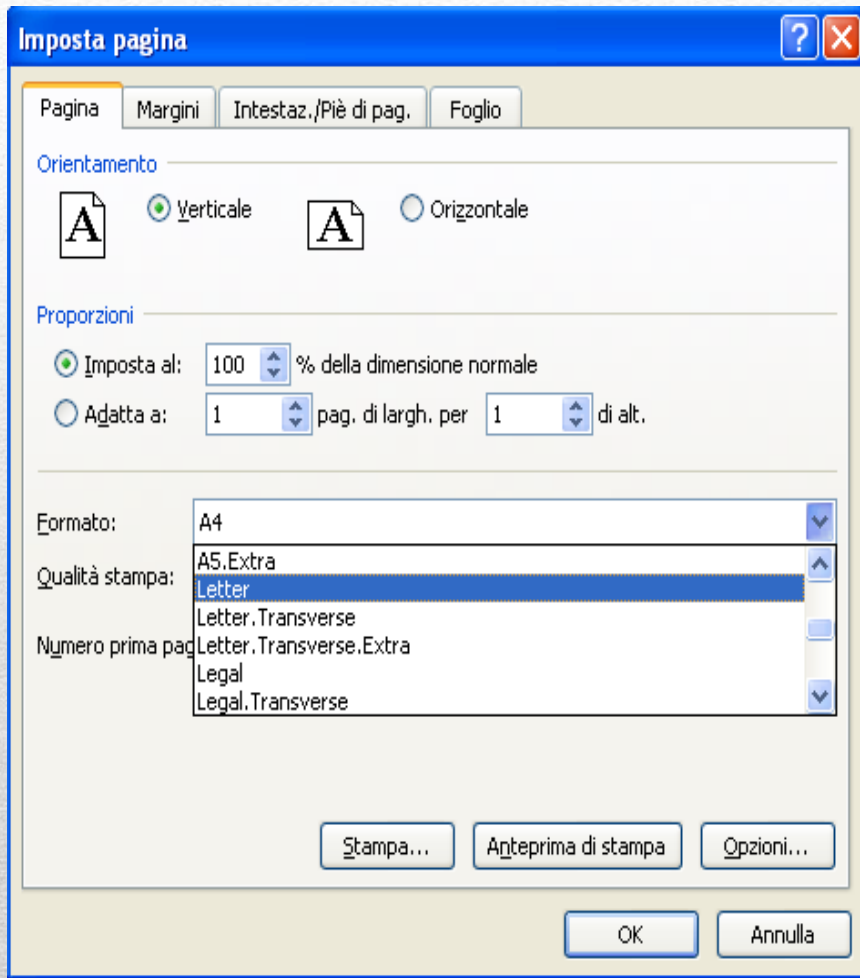 Imposta pagina
Pagina Margini Intestaz./Piè di pag. Foglio
Orientamento
A Verticale A Orizzontale
Proporzioni
Imposta al: 100 % della dimensione normale
Adatta a: 1 pag. di largh. per 1 di alt.
Formato: A4
A5.Extra
Qualità stampa:
Letter
Letter.Transverse
Numero prima pag
Letter.Transverse.Extra
Legal
Legal.Transverse
Stampa... Anteprima di stampa Opzioni...
OK Annulla